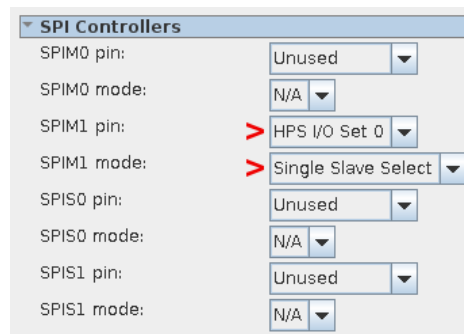 SPI Controllers
SPIM0 pin: Unused
SPIM0 mode: N/A
SPIM1 pin: > HPS I/O Set 0
SPIM1 mode: > Single Slave Select
SPIS0 pin: Unused
SPIS0 mode: N/A
SPIS1 pin: Unused
SPIS1 mode: N/A